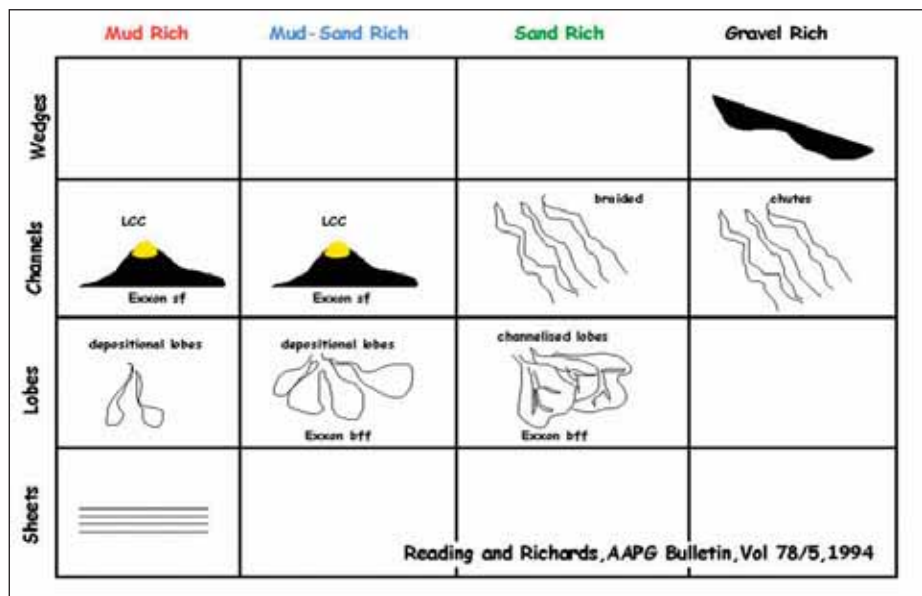 Mud Rich
Mud-Sand Rich
Sand Rich
Gravel Rich
Wedges
Channels
LCC
Exxon sf
LCC
Exxon sf
braided
chutes
Lobes
depositional lobes
depositional lobes
Exxon bff
channelised lobes
Exxon bff
Sheets
Reading and Richards,AAPG Bulletin,Vol 78/5,1994